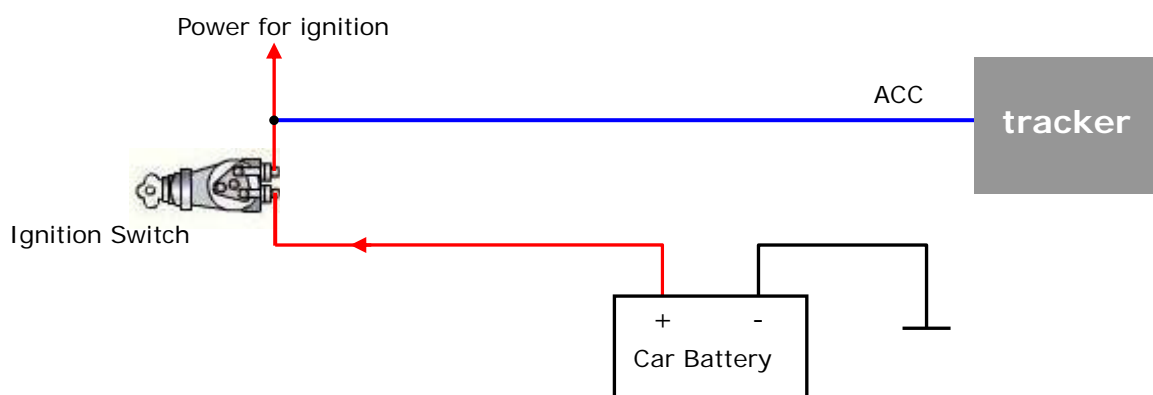 Power for ignition
ACC
tracker
Ignition Switch
+ -
Car Battery